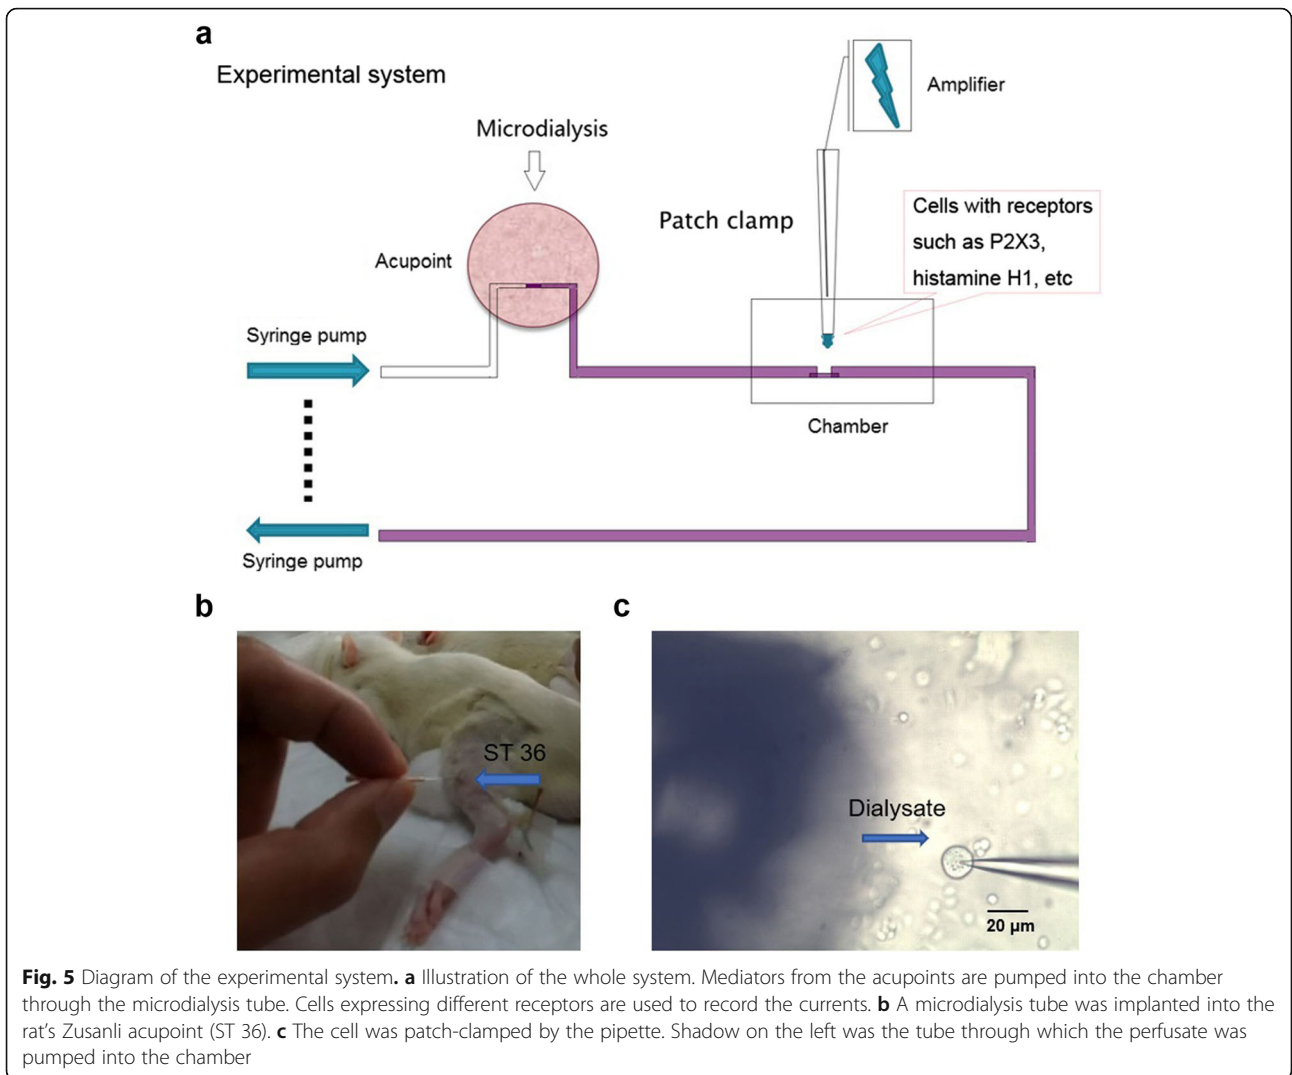 a
Experimental system
Amplifier
Microdialysis
Cells with receptors
such as P2X3,
histamine H1, etc
Patch clamp
Acupoint
Syringe pump
Chamber
Syringe pump
b
c
ST 36
Dialysate
20 µm
Fig. 5 Diagram of the experimental system. a Illustration of the whole system. Mediators from the acupoints are pumped into the chamber
through the microdialysis tube. Cells expressing different receptors are used to record the currents. b A microdialysis tube was implanted into the
rat's Zusanli acupoint (ST 36). c The cell was patch-clamped by the pipette. Shadow on the left was the tube through which the perfusate was
pumped into the chamber